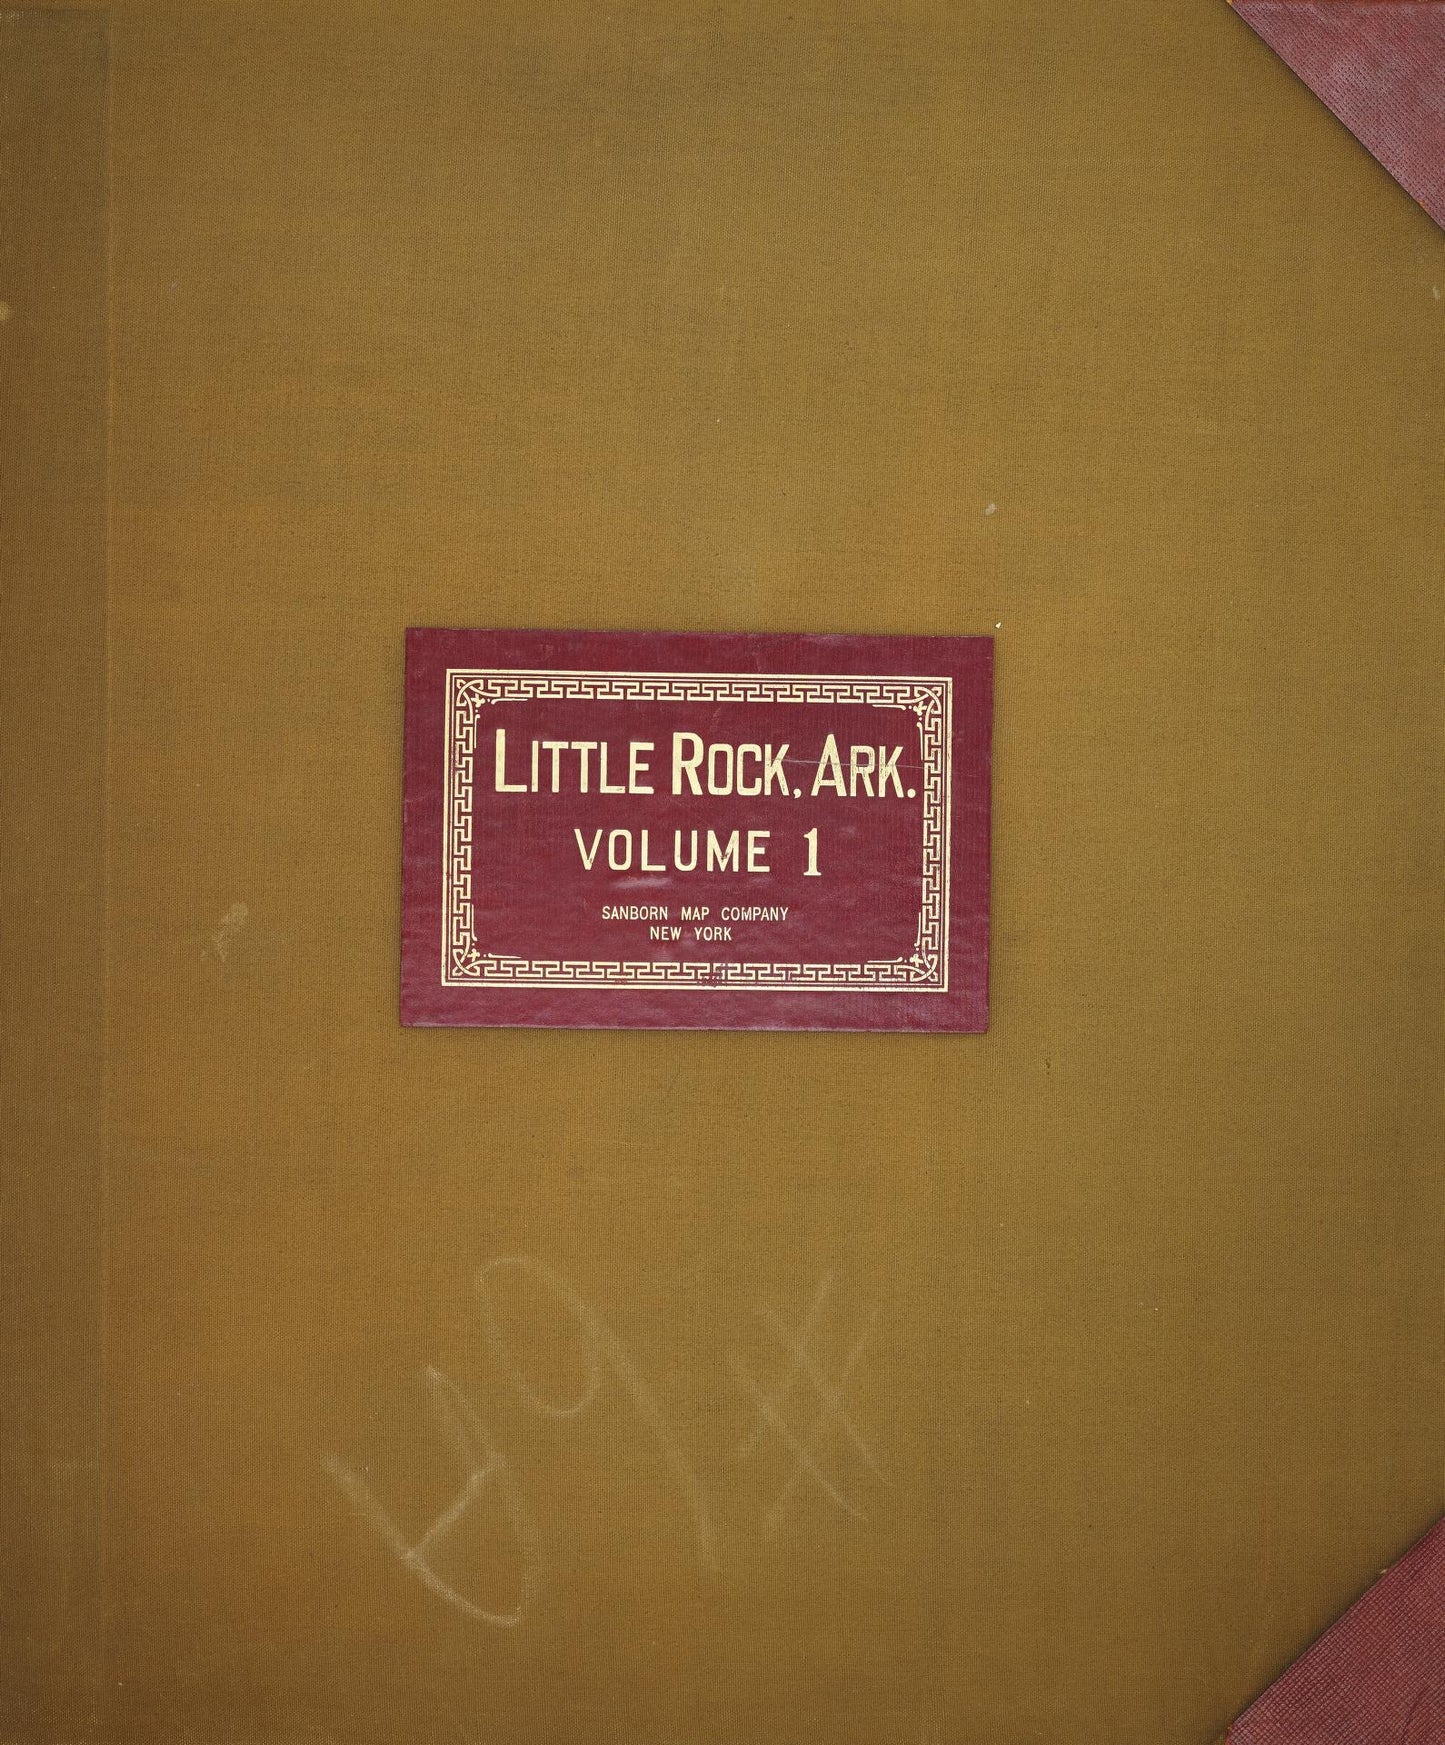 LITTLE ROCK, ARK.
VOLUME 1
SANBORN MAP COMPANY
NEW YORK